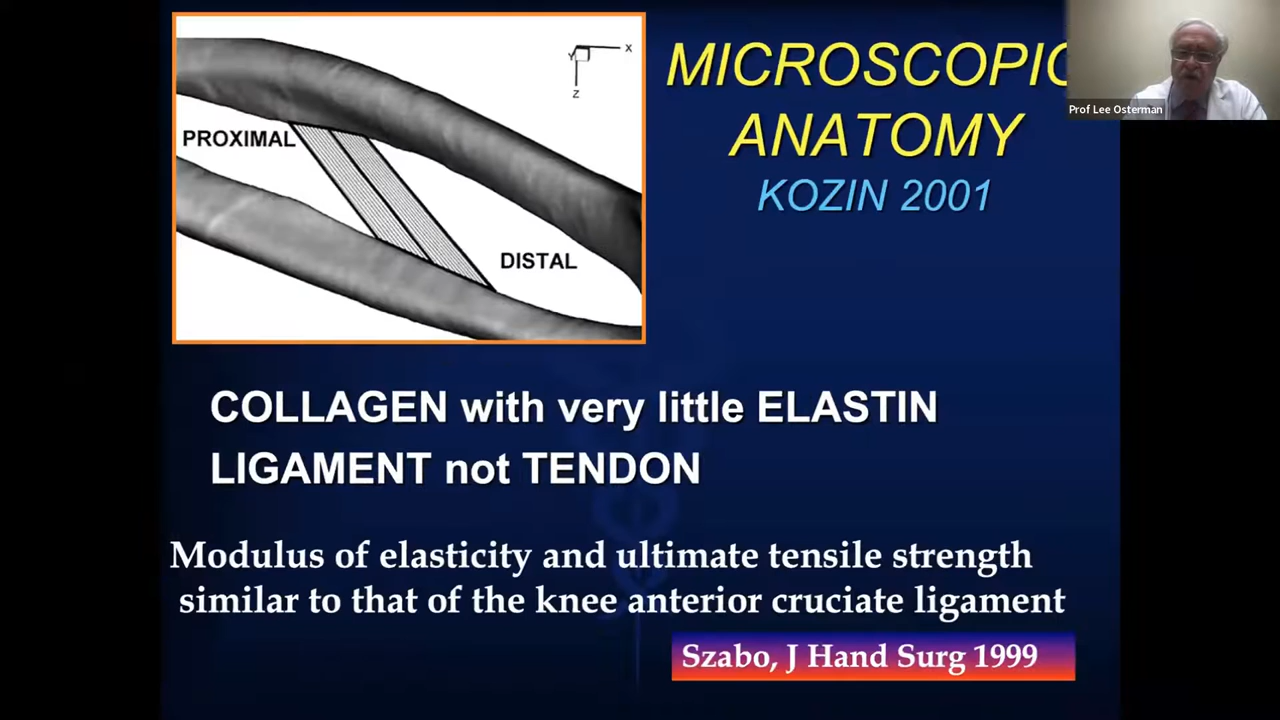 MICROSCOPIC
ANATOMY
KOZIN 2001
Prof Lee Osterman
X
Y
Z
PROXIMAL
DISTAL
COLLAGEN with very little ELASTIN
LIGAMENT not TENDON
Modulus of elasticity and ultimate tensile strength
similar to that of the knee anterior cruciate ligament
Szabo, J Hand Surg 1999